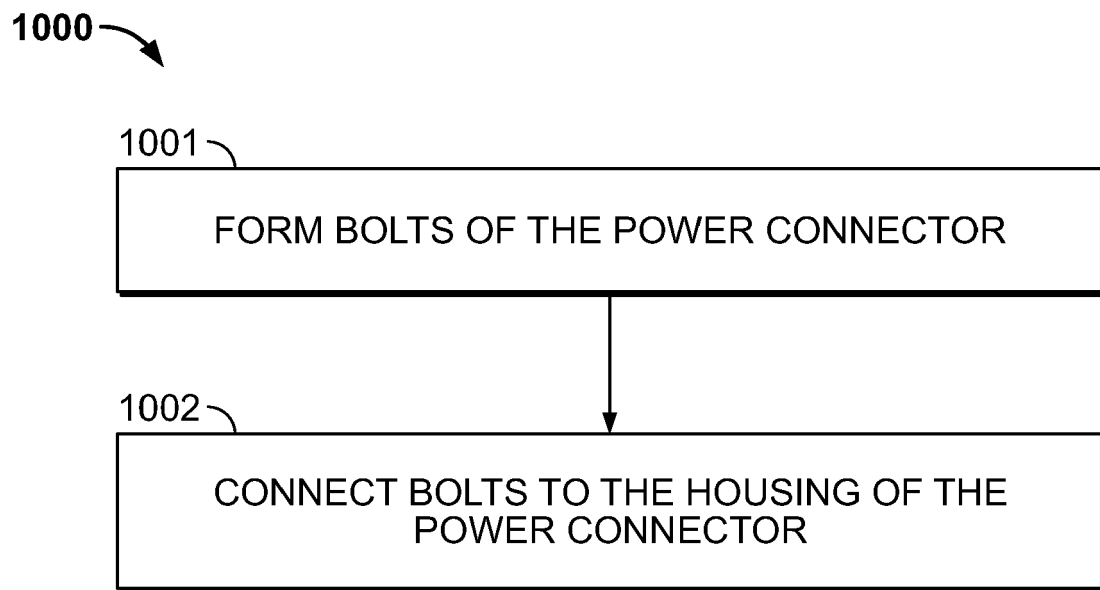 1000
1001
FORM BOLTS OF THE POWER CONNECTOR
1002
CONNECT BOLTS TO THE HOUSING OF THE
POWER CONNECTOR